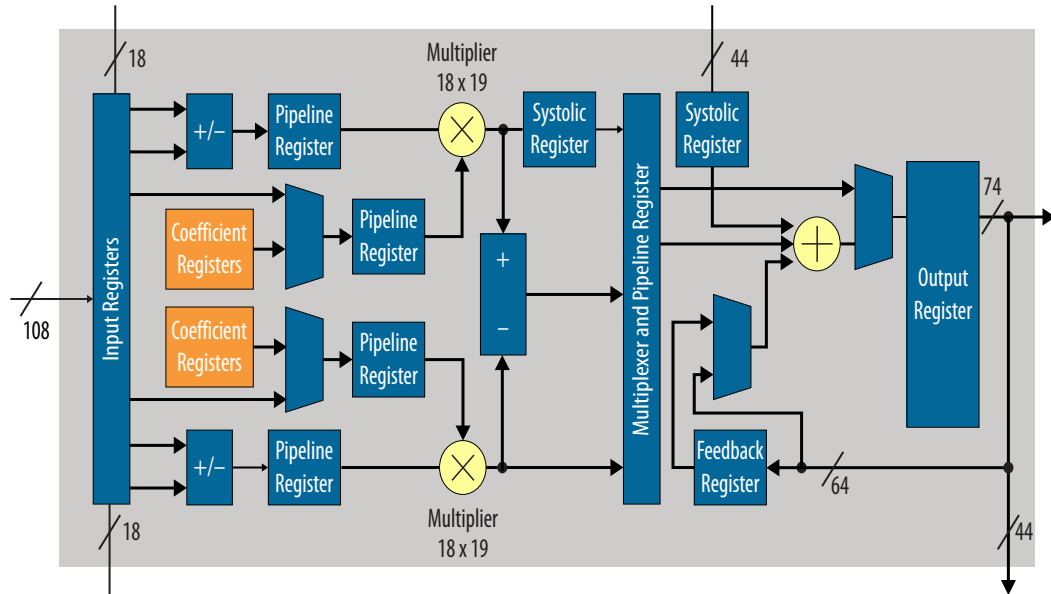 18
44
Multiplier
18 x 19
+/−
Pipeline
Register
Systolic
Register
Systolic
Register
Coefficient
Registers
Pipeline
Register
74
+
−
108
Input Registers
Multiplexer and Pipeline Register
Output
Register
Coefficient
Registers
Pipeline
Register
+/−
Pipeline
Register
Feedback
Register
64
Multiplier
18 x 19
18
44